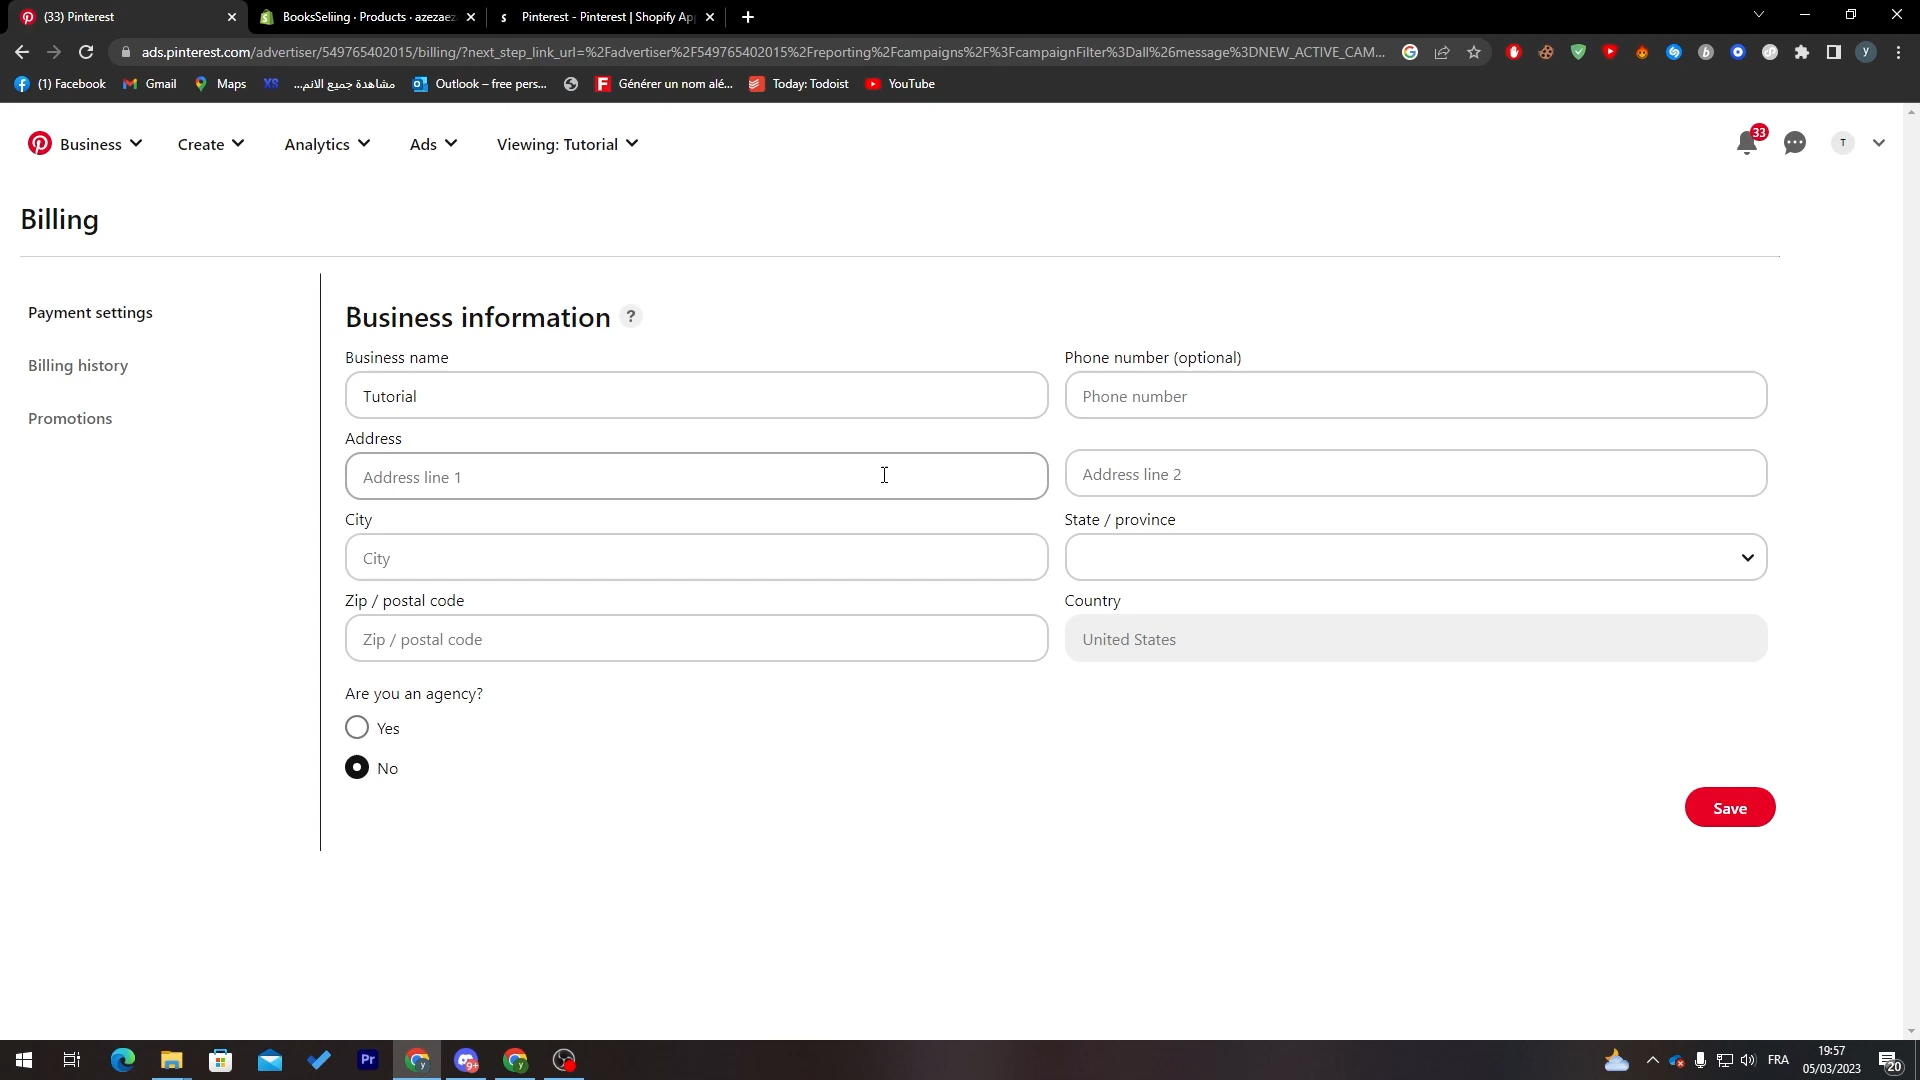 (33) Pinterest
BooksSeliing · Products · azezaez
Pinterest - Pinterest | Shopify Ap
ads.pinterest.com/advertiser/549765402015/billing/?next_step_link_url=%2Fadvertiser%2F549765402015%2Freporting%2Fcampaigns%2F%3FcampaignFilter%3Dall%26message%3DNEW_ACTIVE_CAM...
y
(1) Facebook
Gmail
Maps
XS
مشاهدة جميع الانم...
Outlook – free pers...
Générer un nom alé...
Today: Todoist
YouTube
Business
Create
Analytics
Ads
Viewing: Tutorial
33
T
Billing
Payment settings
Billing history
Promotions
Business information ?
Business name
Phone number (optional)
Tutorial
Phone number
Address
Address line 1
Address line 2
City
State / province
City
Zip / postal code
Country
Zip / postal code
United States
Are you an agency?
Yes
No
Save
Pr
9+
FRA
19:57
05/03/2023
20